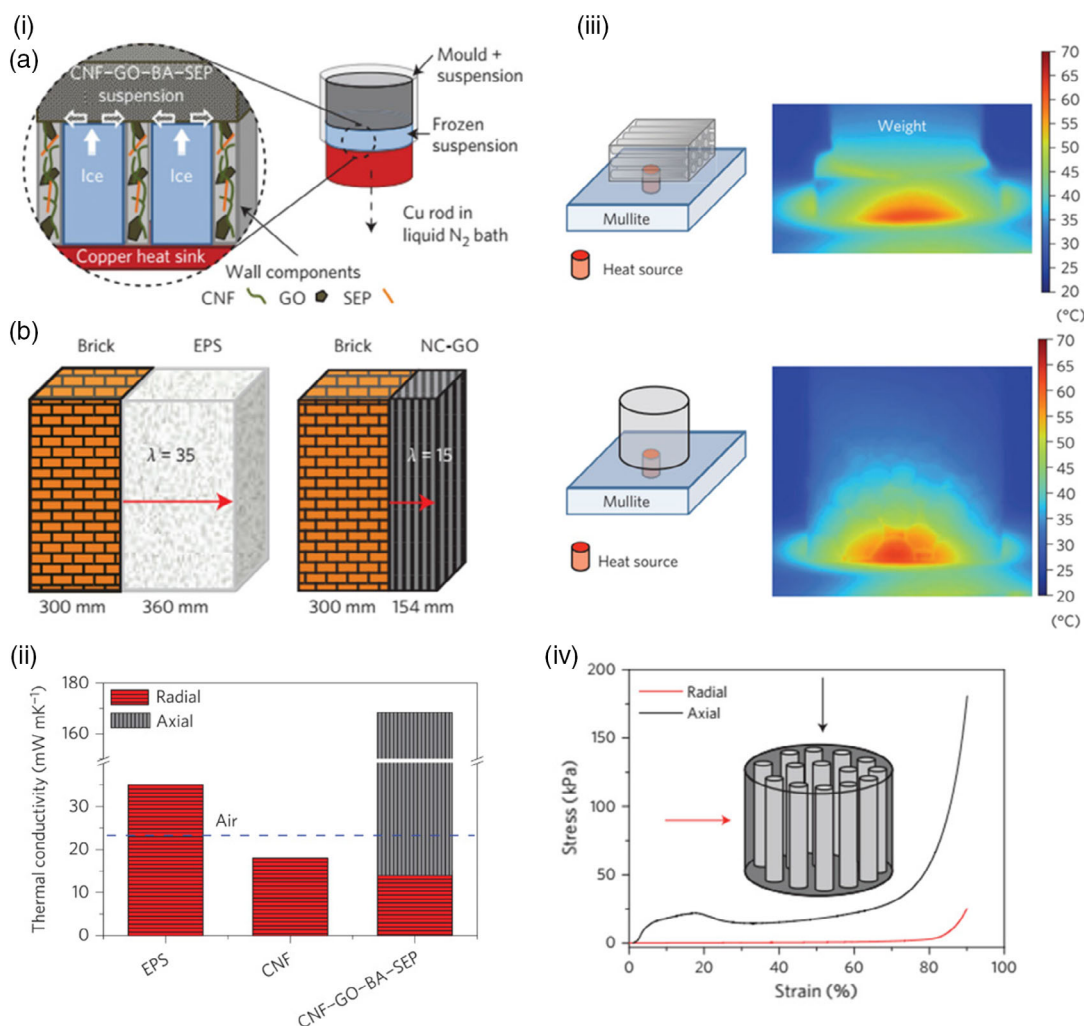 (i)
(a)
CNF–GO–BA–SEP
suspension
Ice
Ice
Copper heat sink
Mould +
suspension
Frozen
suspension
Cu rod in
liquid N₂ bath
Wall components
CNF GO SEP
(b)
Brick EPS
λ = 35
300 mm 360 mm
Brick NC-GO
λ = 15
300 mm 154 mm
(ii)
Thermal conductivity (mW mK⁻¹)
180
160
30
20
10
0
Radial
Axial
Air
EPS
CNF
CNF–GO–BA–SEP
(iii)
Mullite
Heat source
Weight
70
65
60
55
50
45
40
35
30
25
20
(°C)
Mullite
Heat source
70
65
60
55
50
45
40
35
30
25
20
(°C)
(iv)
Stress (kPa)
200
150
100
50
0
Radial
Axial
0 20 40 60 80 100
Strain (%)